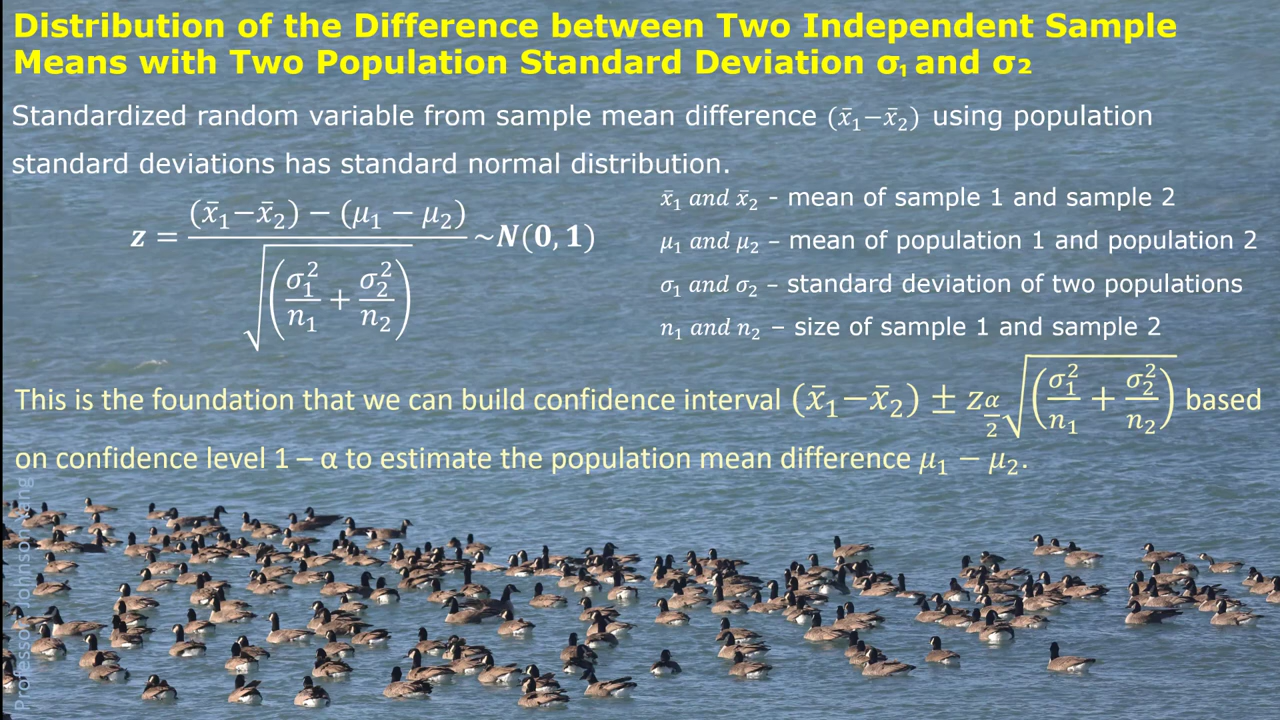 Distribution of the Difference between Two Independent Sample
Means with Two Population Standard Deviation σ₁ and σ₂
Standardized random variable from sample mean difference (x̄₁−x̄₂) using population
standard deviations has standard normal distribution.
z = ((x̄₁−x̄₂) − (μ₁ − μ₂)) / √(σ₁²/n₁ + σ₂²/n₂) ~N(0,1)
x̄₁ and x̄₂ - mean of sample 1 and sample 2
μ₁ and μ₂ – mean of population 1 and population 2
σ₁ and σ₂ – standard deviation of two populations
n₁ and n₂ – size of sample 1 and sample 2
This is the foundation that we can build confidence interval (x̄₁−x̄₂) ± z_(α/2) √(σ₁²/n₁ + σ₂²/n₂) based
on confidence level 1 – α to estimate the population mean difference μ₁ − μ₂.
Professor Johnson